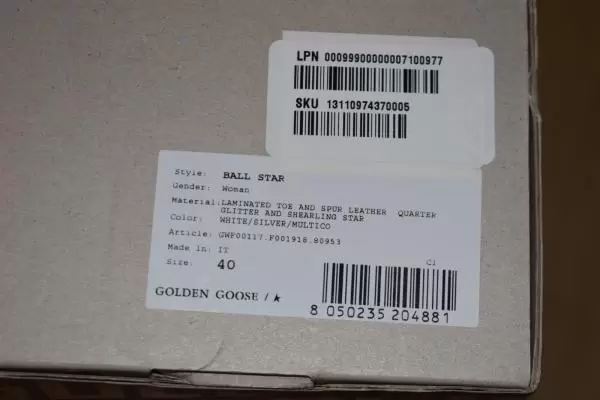 LPN 00099900000007100977
SKU 13110974370005
Style: BALL STAR
Gender: Woman
Material: LAMINATED TOE AND SPUR LEATHER QUARTER
GLITTER AND SHEARLING STAR
Color: WHITE/SILVER/MULTICO
Article: GWF00117.F001918.80953
Made in: IT
Size: 40
C1
GOLDEN GOOSE / ★
8 050235 204881